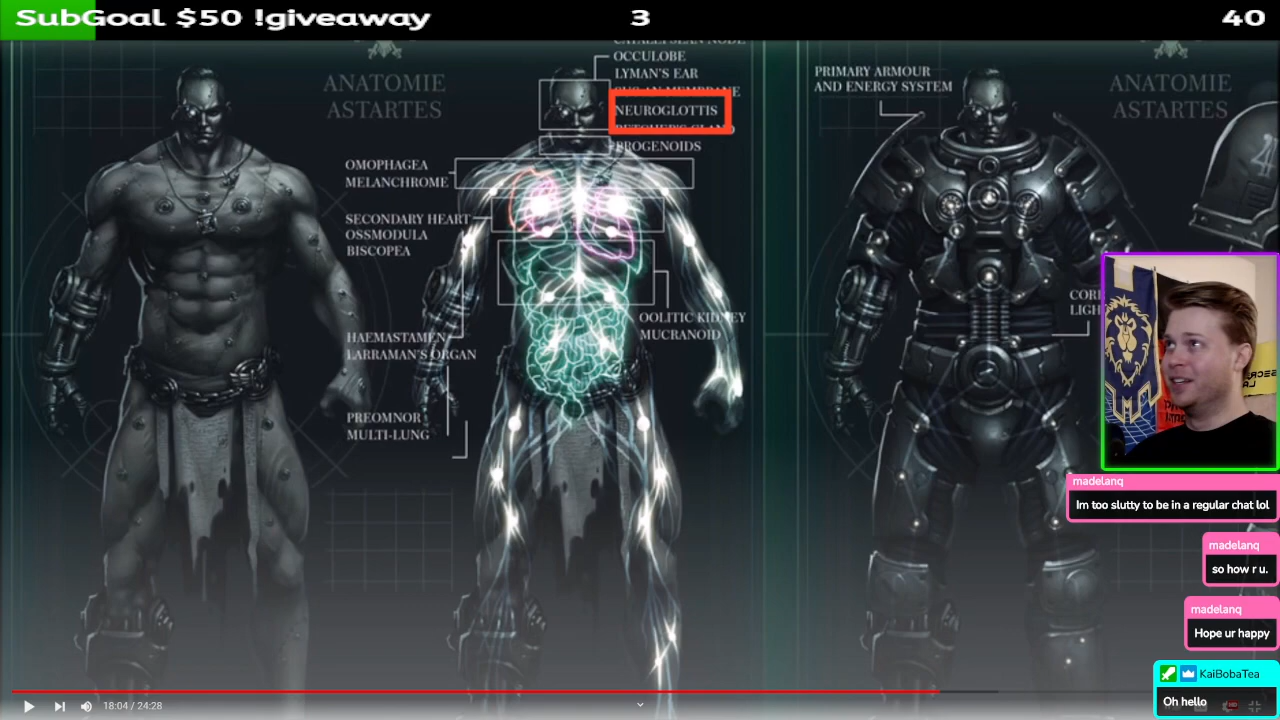 SubGoal $50 !giveaway
3
40
ANATOMIE
ASTARTES
OCCULOBE
LYMAN'S EAR
NEUROGLOTTIS
BETCHER'S GLAND
PROGENOIDS
OMOPHAGEA
MELANCHROME
SECONDARY HEART
OSSMODULA
BISCOPEA
OOLITIC KIDNEY
MUCRANOID
HAEMASTAMEN
LARRAMAN'S ORGAN
PREOMNOR
MULTI-LUNG
PRIMARY ARMOUR
AND ENERGY SYSTEM
ANATOMIE
ASTARTES
4
madelanq
Im too slutty to be in a regular chat lol
madelanq
so how r u.
madelanq
Hope ur happy
KaiBobaTea
Oh hello
18:04 / 24:28